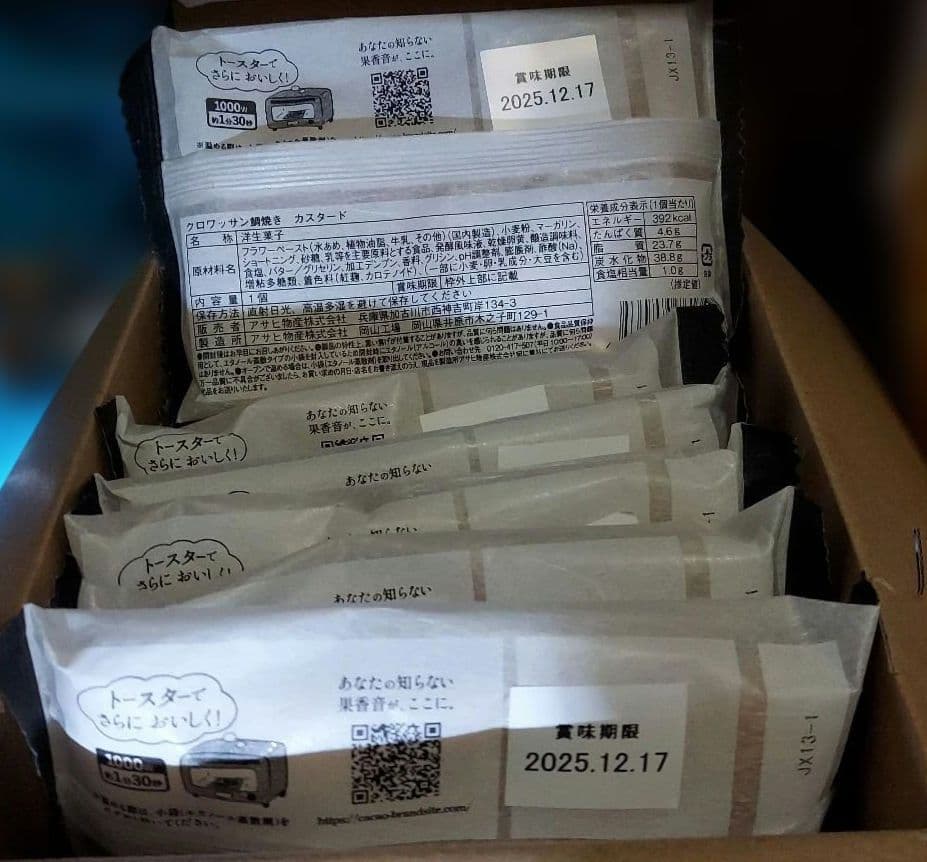 トースターで
さらに おいしく!
1000W
約1分30秒
あなたの知らない
果香音が、ここに。
賞味期限
2025.12.17
JX13-1
クロワッサン鯛焼き カスタード
名 称 洋生菓子
原材料名 フラワーペースト(水あめ、植物油脂、牛乳、その他)(国内製造)、小麦粉、マーガリン、
ショートニング、砂糖、乳等を主要原料とする食品、発酵風味液、乾燥卵黄、醸造調味料、
食塩、バター/グリセリン、加工デンプン、香料、グリシン、pH調整剤、膨脹剤、酢酸(Na)、
増粘多糖類、着色料(紅麹、カロテノイド)、(一部に小麦・卵・乳成分・大豆を含む)
内 容 量 1個
賞味期限 枠外上部に記載
保存方法 直射日光、高温多湿を避けて保存してください
販 売 者 アサヒ物産株式会社 兵庫県加古川市西神吉町岸134-3
製 造 所 アサヒ物産株式会社 岡山工場 岡山県井原市木之子町129-1
栄養成分表示(1個当たり)
エネルギー 392kcal
たんぱく質 4.6g
脂 質 23.7g
炭水化物 38.8g
食塩相当量 1.0g
(推定値)
あなたの知らない
果香音が、ここに。
トースターで
さらに おいしく!
あなたの知らない
トースターで
さらに
あなたの知らない
トースターで
さらに おいしく!
1000W
約1分30秒
あなたの知らない
果香音が、ここに。
https://cacao-brandsite.com/
賞味期限
2025.12.17
JX13-1